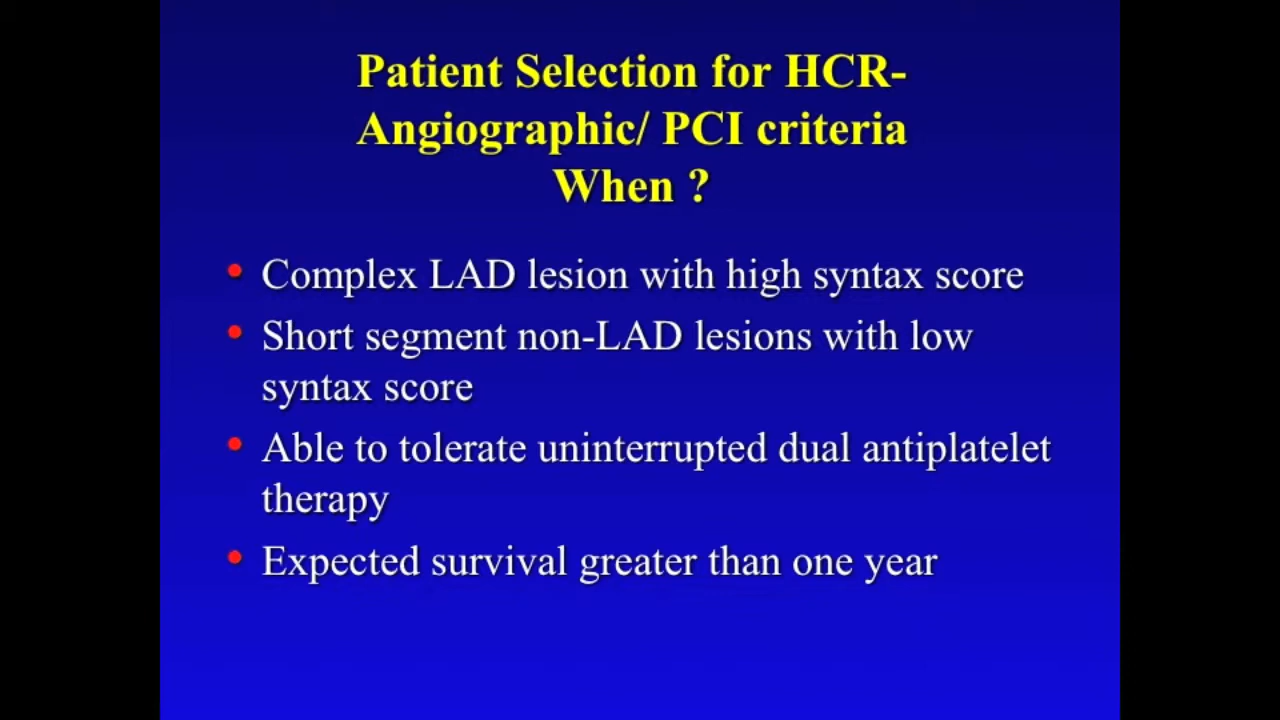 Patient Selection for HCR-
Angiographic/ PCI criteria
When ?
• Complex LAD lesion with high syntax score
• Short segment non-LAD lesions with low
syntax score
• Able to tolerate uninterrupted dual antiplatelet
therapy
• Expected survival greater than one year